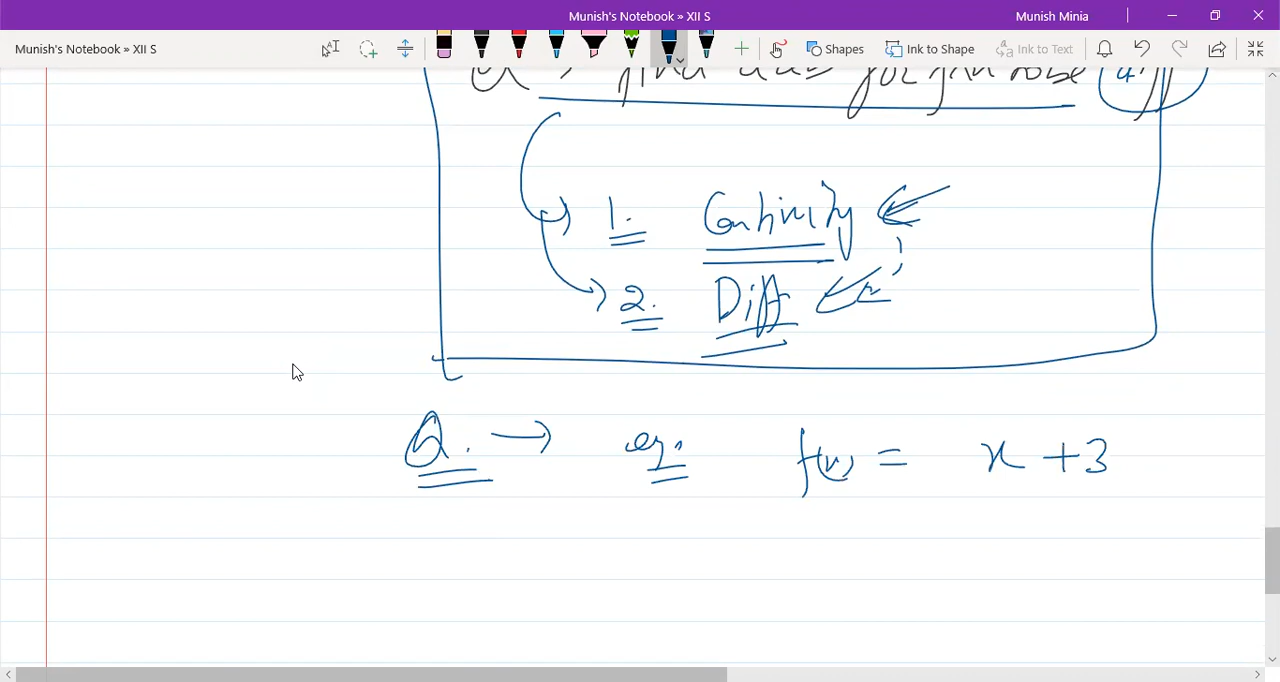 Munish's Notebook » XII S
Munish Minia
Munish's Notebook » XII S
Shapes
Ink to Shape
Ink to Text
Q → find
1. Continuity
2. Diff
Q. → eg. f(x) = x + 3